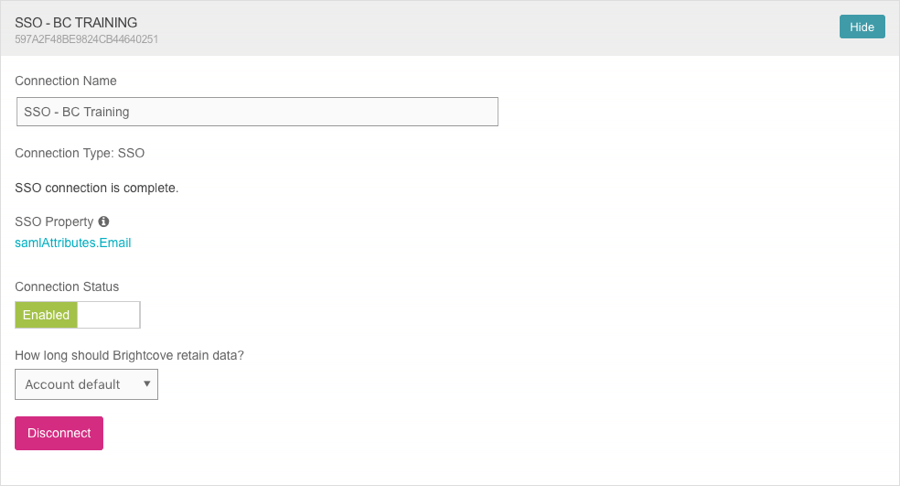 SSO - BC TRAINING
597A2F48BE9824CB44640251
Hide
Connection Name
SSO - BC Training
Connection Type: SSO
SSO connection is complete.
SSO Property
samlAttributes.Email
Connection Status
Enabled
How long should Brightcove retain data?
Account default
Disconnect